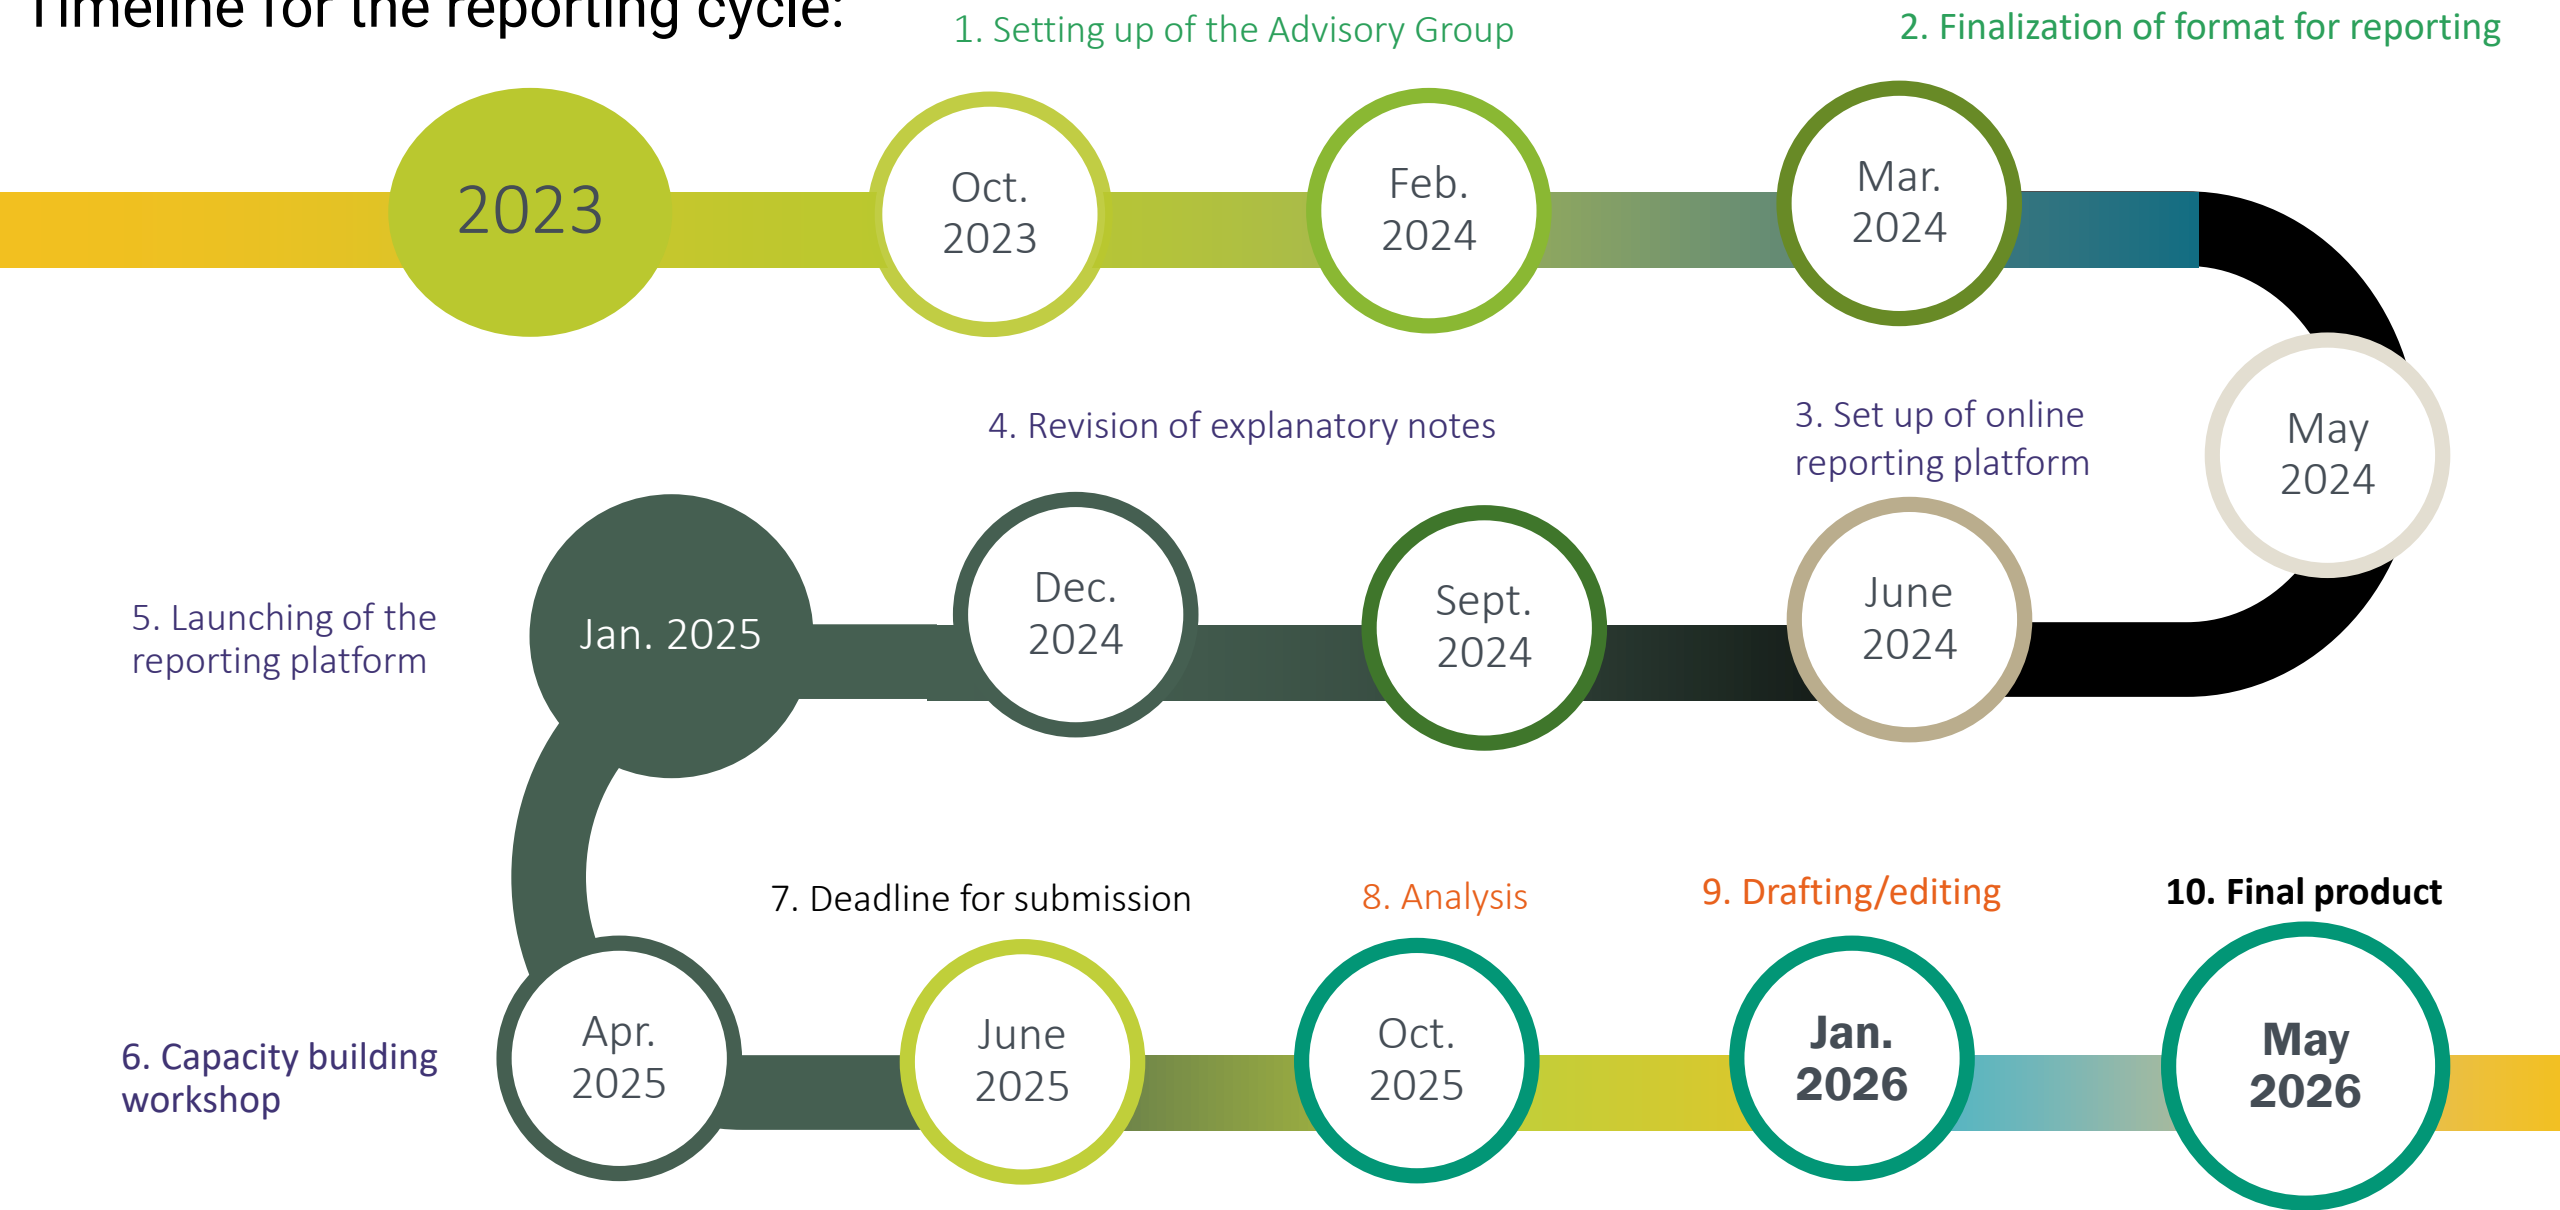 Timeline for the reporting cycle:
1. Setting up of the Advisory Group
2. Finalization of format for reporting
2023
Oct.
2023
Feb.
2024
Mar.
2024
May
2024
3. Set up of online
reporting platform
June
2024
4. Revision of explanatory notes
Sept.
2024
Dec.
2024
Jan. 2025
5. Launching of the
reporting platform
6. Capacity building
workshop
Apr.
2025
7. Deadline for submission
June
2025
8. Analysis
Oct.
2025
9. Drafting/editing
Jan.
2026
10. Final product
May
2026